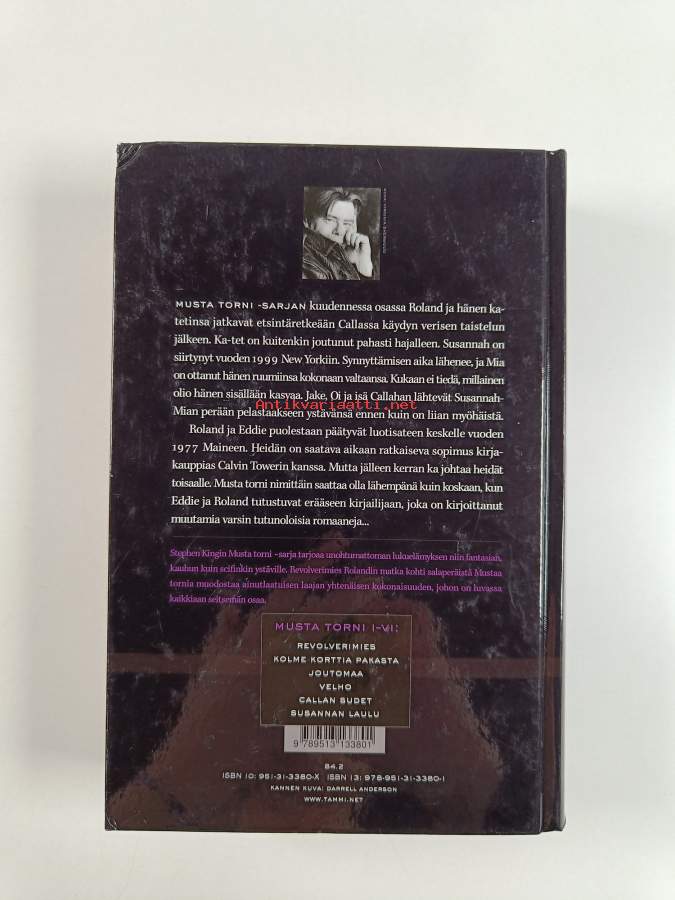 MUSTA TORNI -SARJAN kuudennessa osassa Roland ja hänen ka-
tetinsa jatkavat etsintäretkeään Callassa käydyn verisen taistelun
jälkeen. Ka-tet on kuitenkin joutunut pahasti hajalleen. Susannah on
siirtynyt vuoden 1999 New Yorkiin. Synnyttämisen aika lähenee, ja Mia
on ottanut hänen ruumiinsa kokonaan valtaansa. Kukaan ei tiedä, millainen
olio hänen sisällään kasvaa. Jake, Oi ja isä Callahan lähtevät Susannah-
Antikvariaatti.net
Mian perään pelastaakseen ystävänsä ennen kuin on liian myöhäistä.
Roland ja Eddie puolestaan päätyvät luotisateen keskelle vuoden
1977 Maineen. Heidän on saatava aikaan ratkaiseva sopimus kirja-
kauppias Calvin Towerin kanssa. Mutta jälleen kerran ka johtaa heidät
toisaalle. Musta torni nimittäin saattaa olla lähempänä kuin koskaan, kun
Eddie ja Roland tutustuvat erääseen kirjailijaan, joka on kirjoittanut
muutamia varsin tutunoloisia romaaneja...
Stephen Kingin Musta torni -sarja tarjoaa unohtumattoman lukuelämyksen niin fantasian,
kauhun kuin scifinkin ystäville. Revolverimies Rolandin matka kohti salaperäistä Mustaa
tornia muodostaa ainutlaatuisen laajan yhtenäisen kokonaisuuden, johon on luvassa
kaikkiaan seitsemän osaa.
MUSTA TORNI I-VI:
REVOLVERIMIES
KOLME KORTTIA PAKASTA
JOUTOMAA
VELHO
CALLAN SUDET
SUSANNAN LAULU
9 789513 133801
84.2
ISBN 10: 951-31-3380-X ISBN 13: 978-951-31-3380-1
KANNEN KUVA: DARRELL ANDERSON
WWW.TAMMI.NET